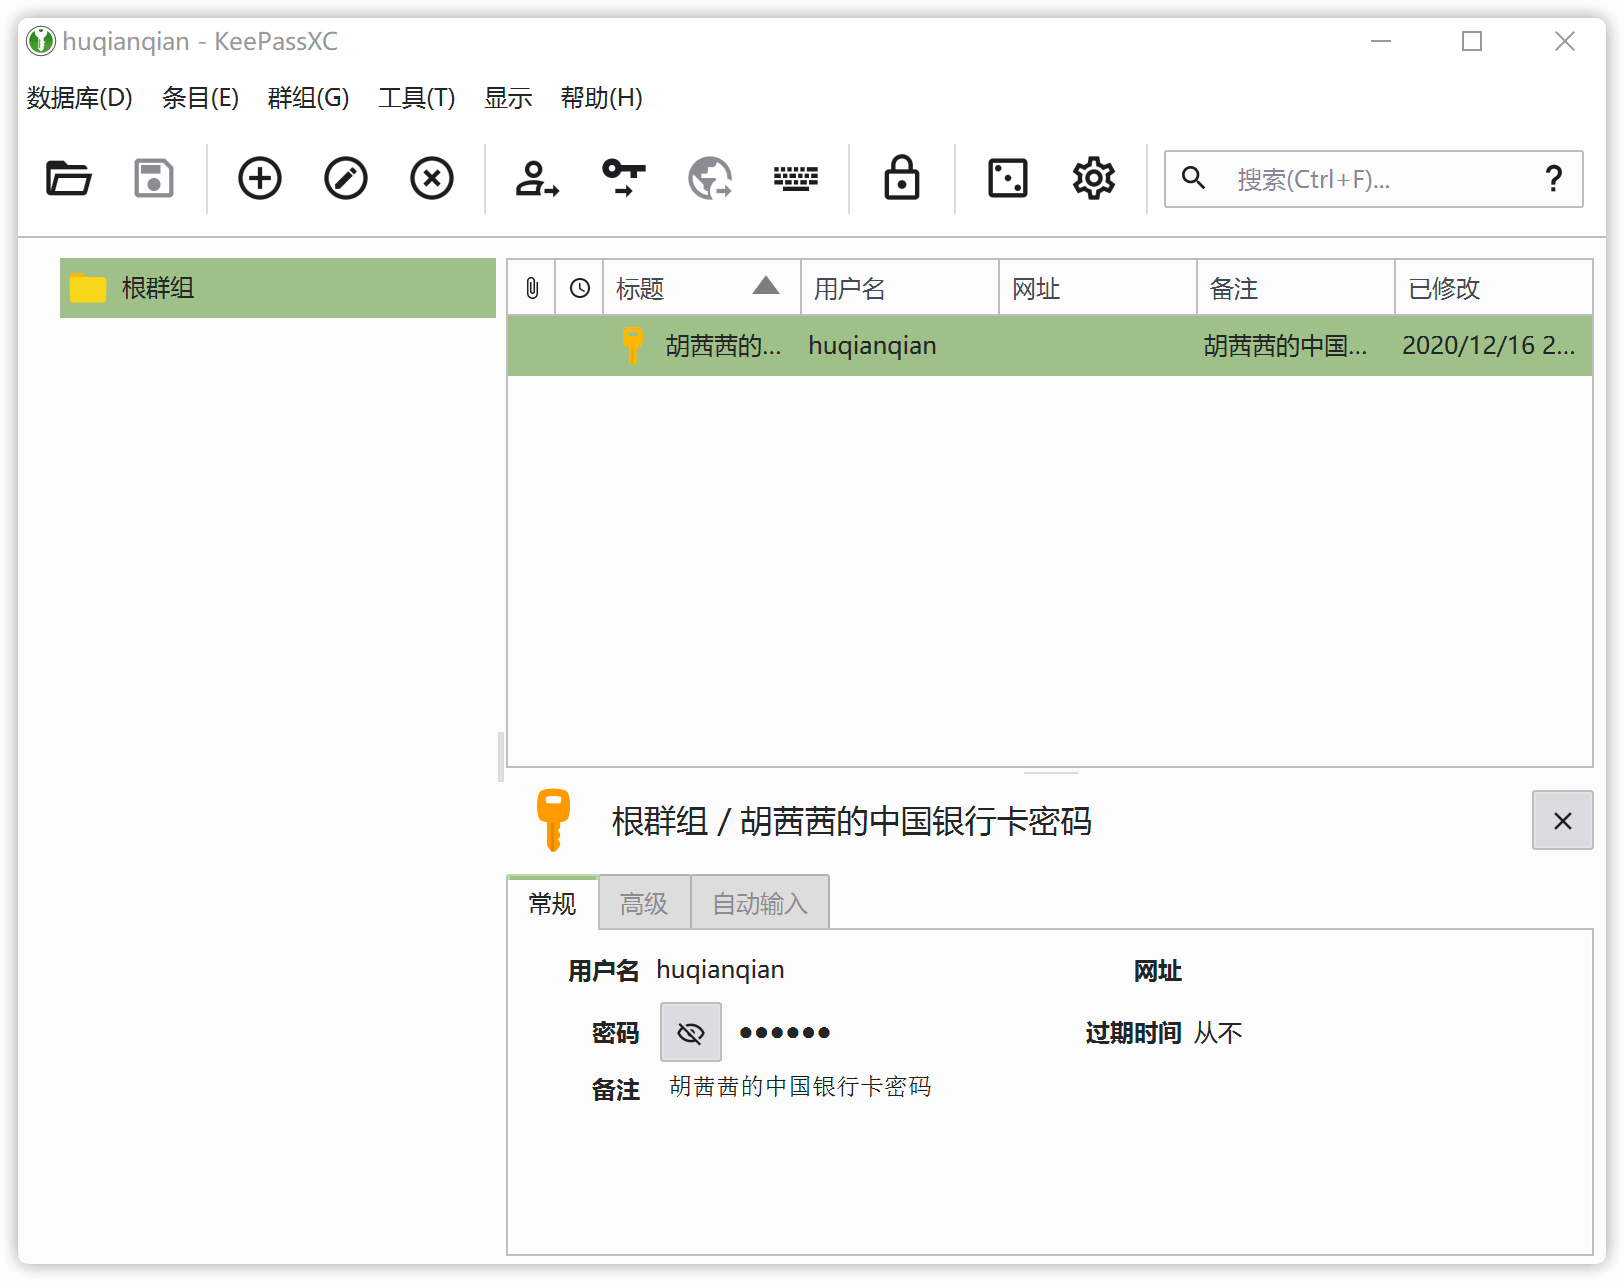 huqianqian - KeePassXC
数据库(D) 条目(E) 群组(G) 工具(T) 显示 帮助(H)
搜索(Ctrl+F)... ?
根群组
标题 用户名 网址 备注 已修改
胡茜茜的... huqianqian 胡茜茜的中国... 2020/12/16 2...
根群组 / 胡茜茜的中国银行卡密码
常规 高级 自动输入
用户名 huqianqian 网址
密码 ●●●●●● 过期时间 从不
备注 胡茜茜的中国银行卡密码